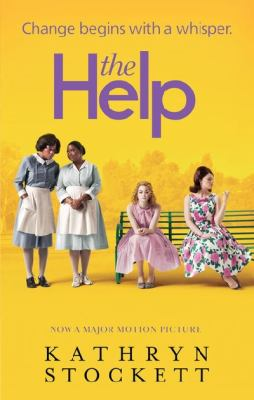 Change begins with a whisper.
the
Help
NOW A MAJOR MOTION PICTURE
KATHRYN
STOCKETT